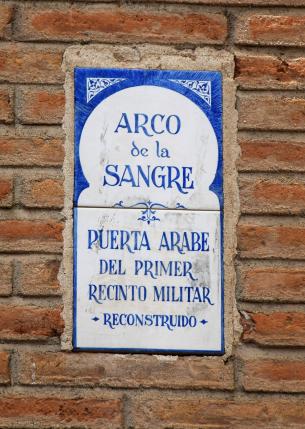 ARCO
de la
SANGRE
PUERTA ARABE
DEL PRIMER
RECINTO MILITAR
- RECONSTRUIDO -